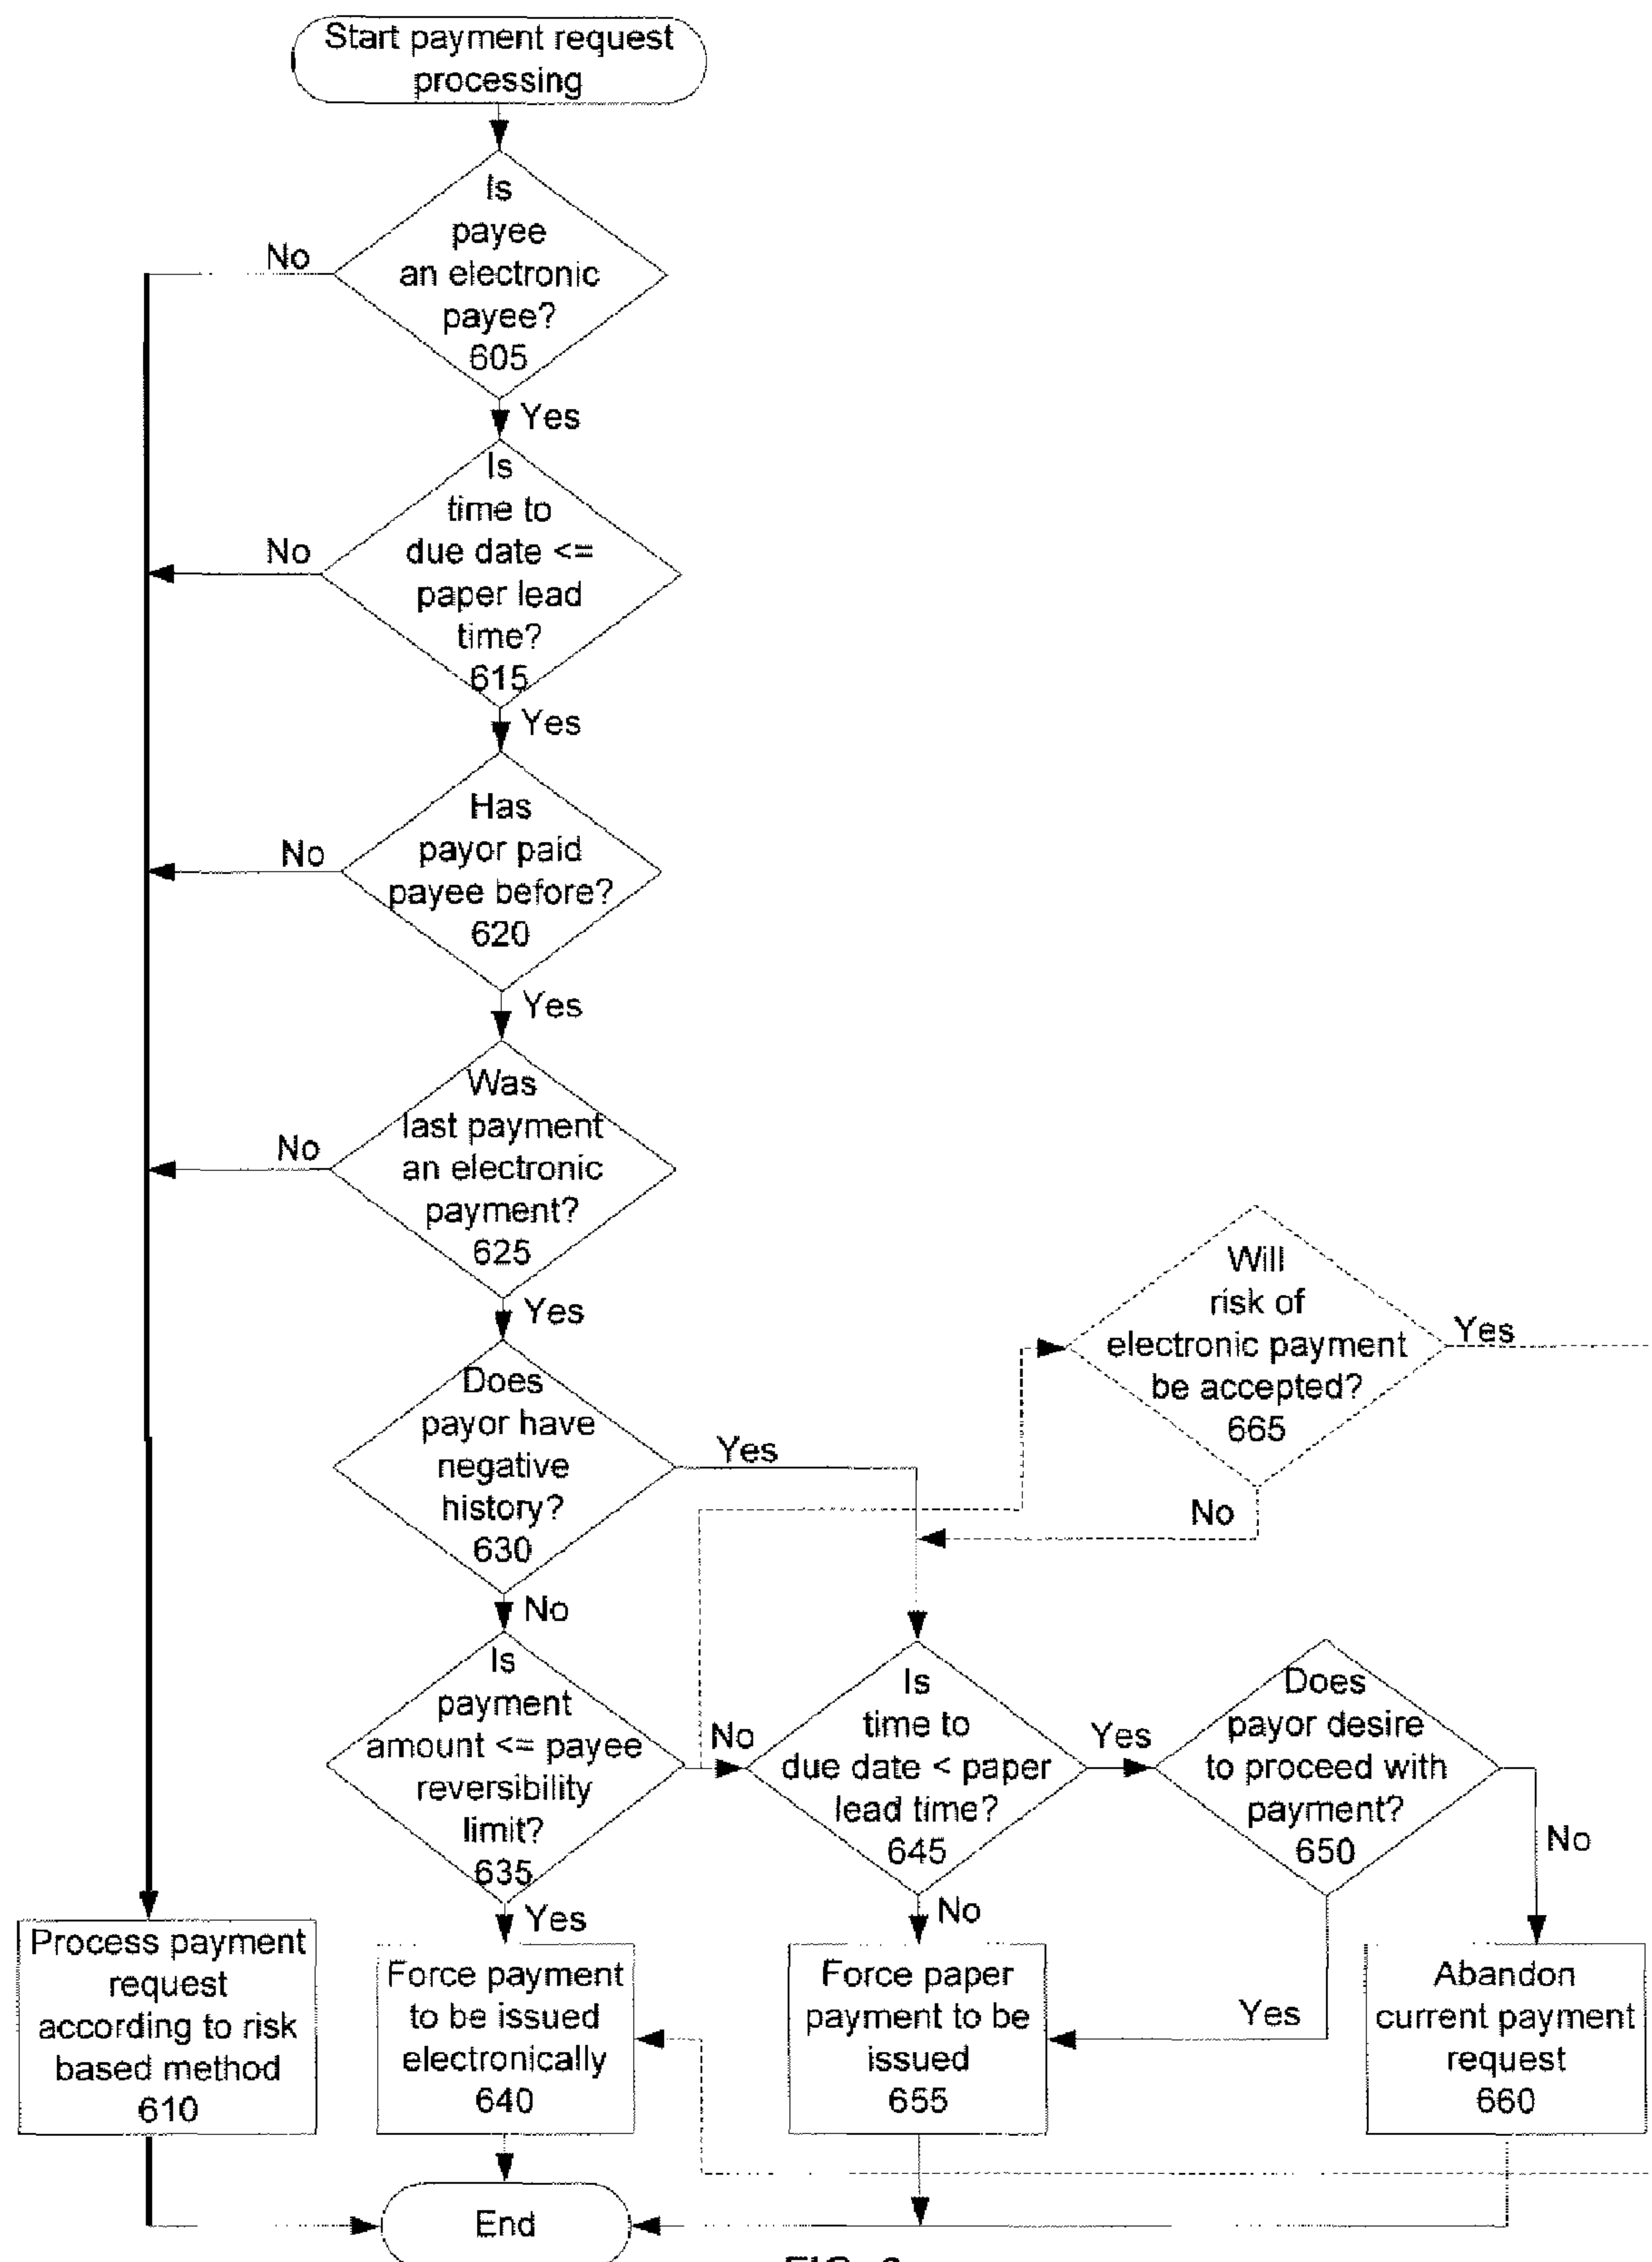 Start payment request
processing
Is
payee
an electronic
payee?
605
No
Yes
Is
time to
due date <=
paper lead
time?
615
No
Yes
Has
payor paid
payee before?
620
No
Yes
Was
last payment
an electronic
payment?
625
No
Yes
Does
payor have
negative
history?
630
Yes
No
Will
risk of
electronic payment
be accepted?
665
Yes
No
Is
payment
amount <= payee
reversibility
limit?
635
No
Yes
Is
time to
due date < paper
lead time?
645
Yes
No
Does
payor desire
to proceed with
payment?
650
No
Yes
Process payment
request
according to risk
based method
610
Force payment
to be issued
electronically
640
Force paper
payment to be
issued
655
Abandon
current payment
request
660
End